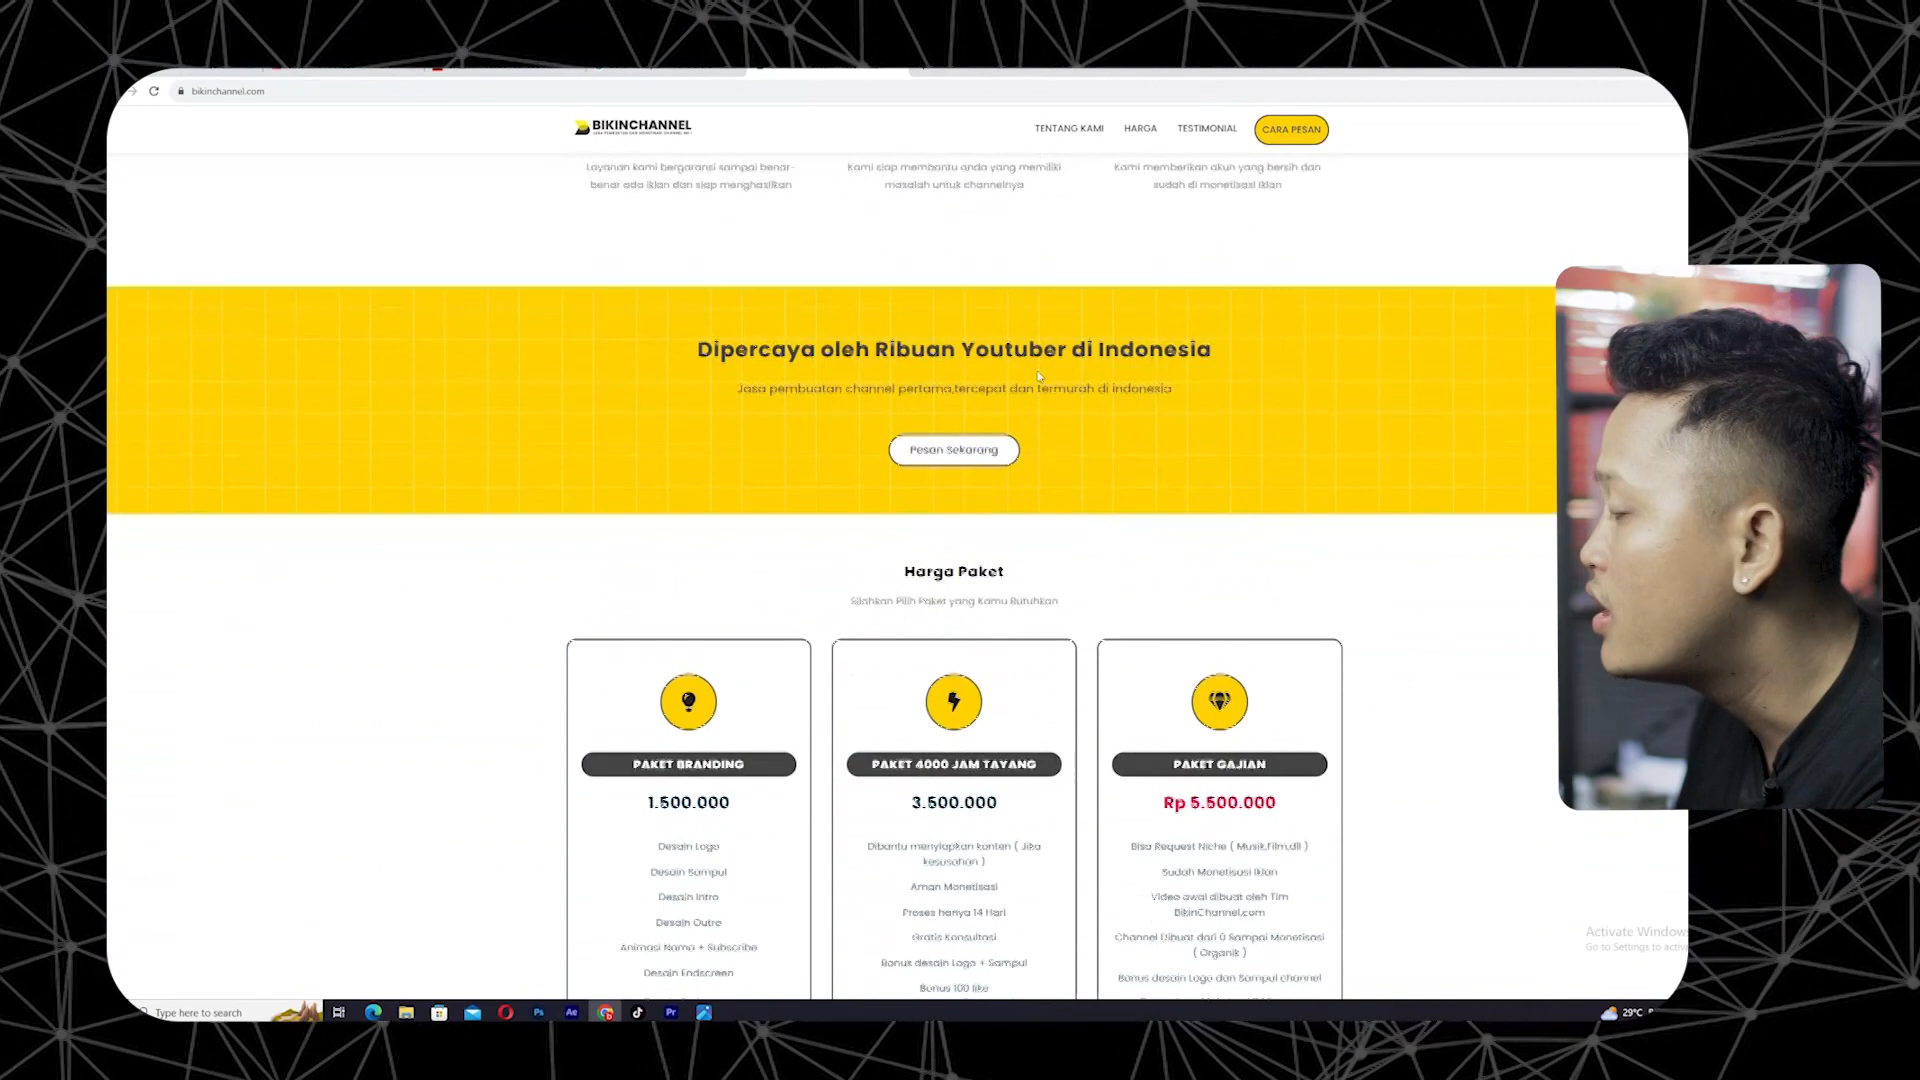 bikinchannel.com
BIKINCHANNEL
TENTANG KAMI
HARGA
TESTIMONIAL
CARA PESAN
Layanan kami bergaransi sampai benar-
benar ada iklan dan siap menghasilkan
Kami siap membantu anda yang memiliki
masalah untuk channelnya
Kami memberikan akun yang bersih dan
sudah di monetisasi iklan
Dipercaya oleh Ribuan Youtuber di Indonesia
Jasa pembuatan channel pertama,tercepat dan termurah di indonesia
Pesan Sekarang
Harga Paket
Silahkan Pilih Paket yang Kamu Butuhkan
PAKET BRANDING
1.500.000
Desain Logo
Desain Sampul
Desain Intro
Desain Outro
Animasi Nama + Subscribe
Desain Endscreen
PAKET 4000 JAM TAYANG
3.500.000
Dibantu menyiapkan konten ( Jika
kesusahan )
Aman Monetisasi
Proses hanya 14 Hari
Gratis Konsultasi
Bonus desain Logo + Sampul
Bonus 100 like
PAKET GAJIAN
Rp 5.500.000
Bisa Request Niche ( Musik,Film,dll )
Sudah Monetisasi Iklan
Video awal dibuat oleh Tim
BikinChannel.com
Channel Dibuat dari 0 Sampai Monetisasi
( Organik )
Bonus desain Logo dan Sampul channel
Activate Window
Go to Settings to activ
Type here to search
Ps
Ae
Pr
29°C